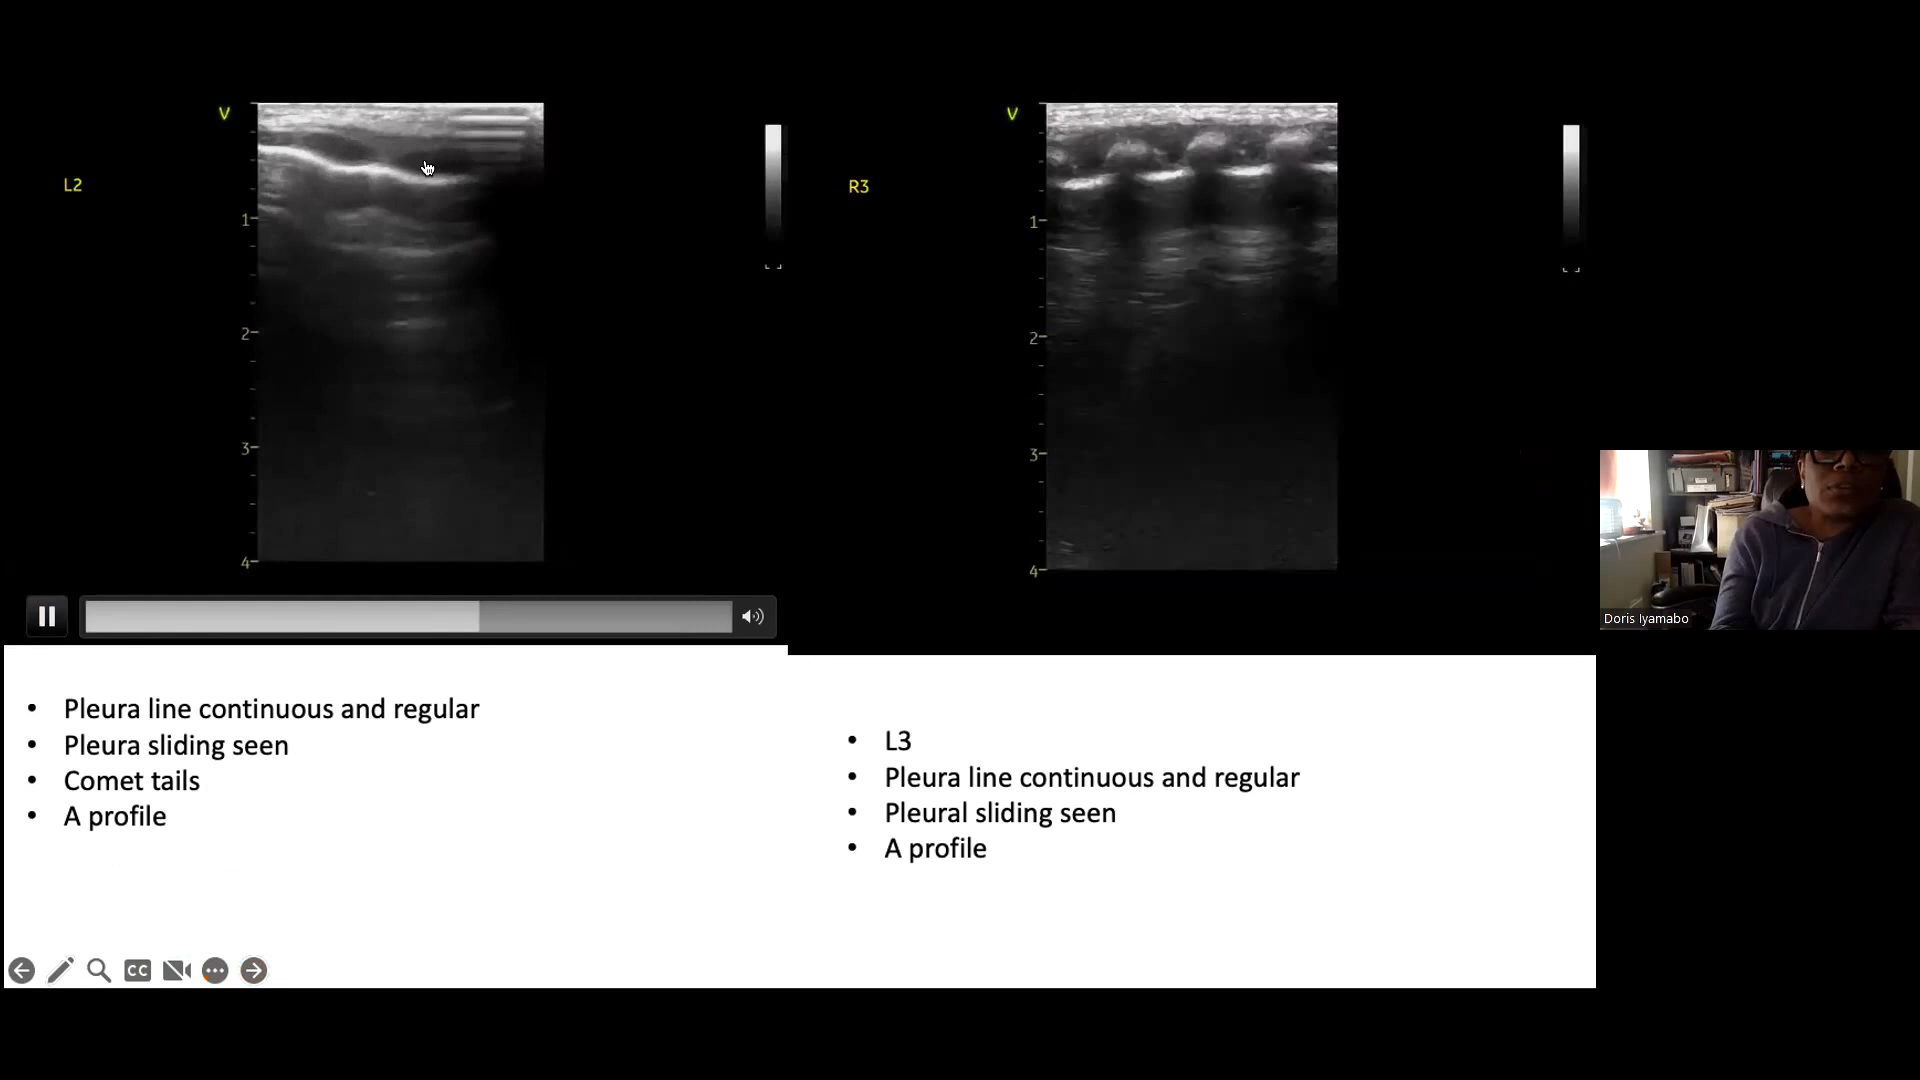 V
L2
1
2
3
4
V
R3
1
2
3
4
• Pleura line continuous and regular
• Pleura sliding seen
• Comet tails
• A profile
• L3
• Pleura line continuous and regular
• Pleural sliding seen
• A profile
CC
Doris Iyamabo